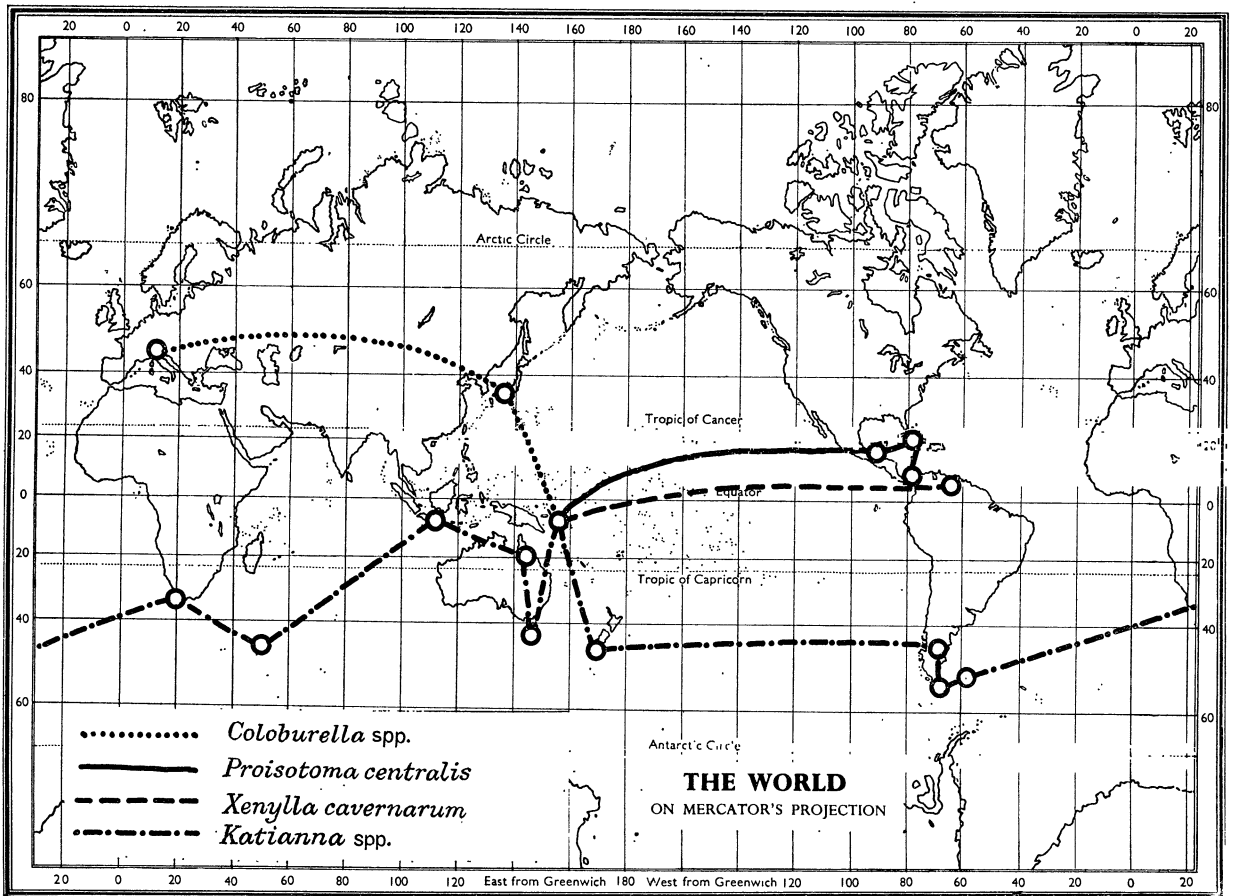 20 0 20 40 60 80 100 120 140 160 180 160 140 120 100 80 60 40 20 0 20
80 80
Arctic Circle
60 60
40 40
Tropic of Cancer
20
0 Equator 0
20 20
Tropic of Capricorn
40 40
60 60
Coloburella spp.
Antarctic Circle
Proisotoma centralis
THE WORLD
Xenylla cavernarum
ON MERCATOR'S PROJECTION
Katianna spp.
20 0 20 40 60 80 100 120 East from Greenwich 180 West from Greenwich 120 100 80 60 40 20 0 20